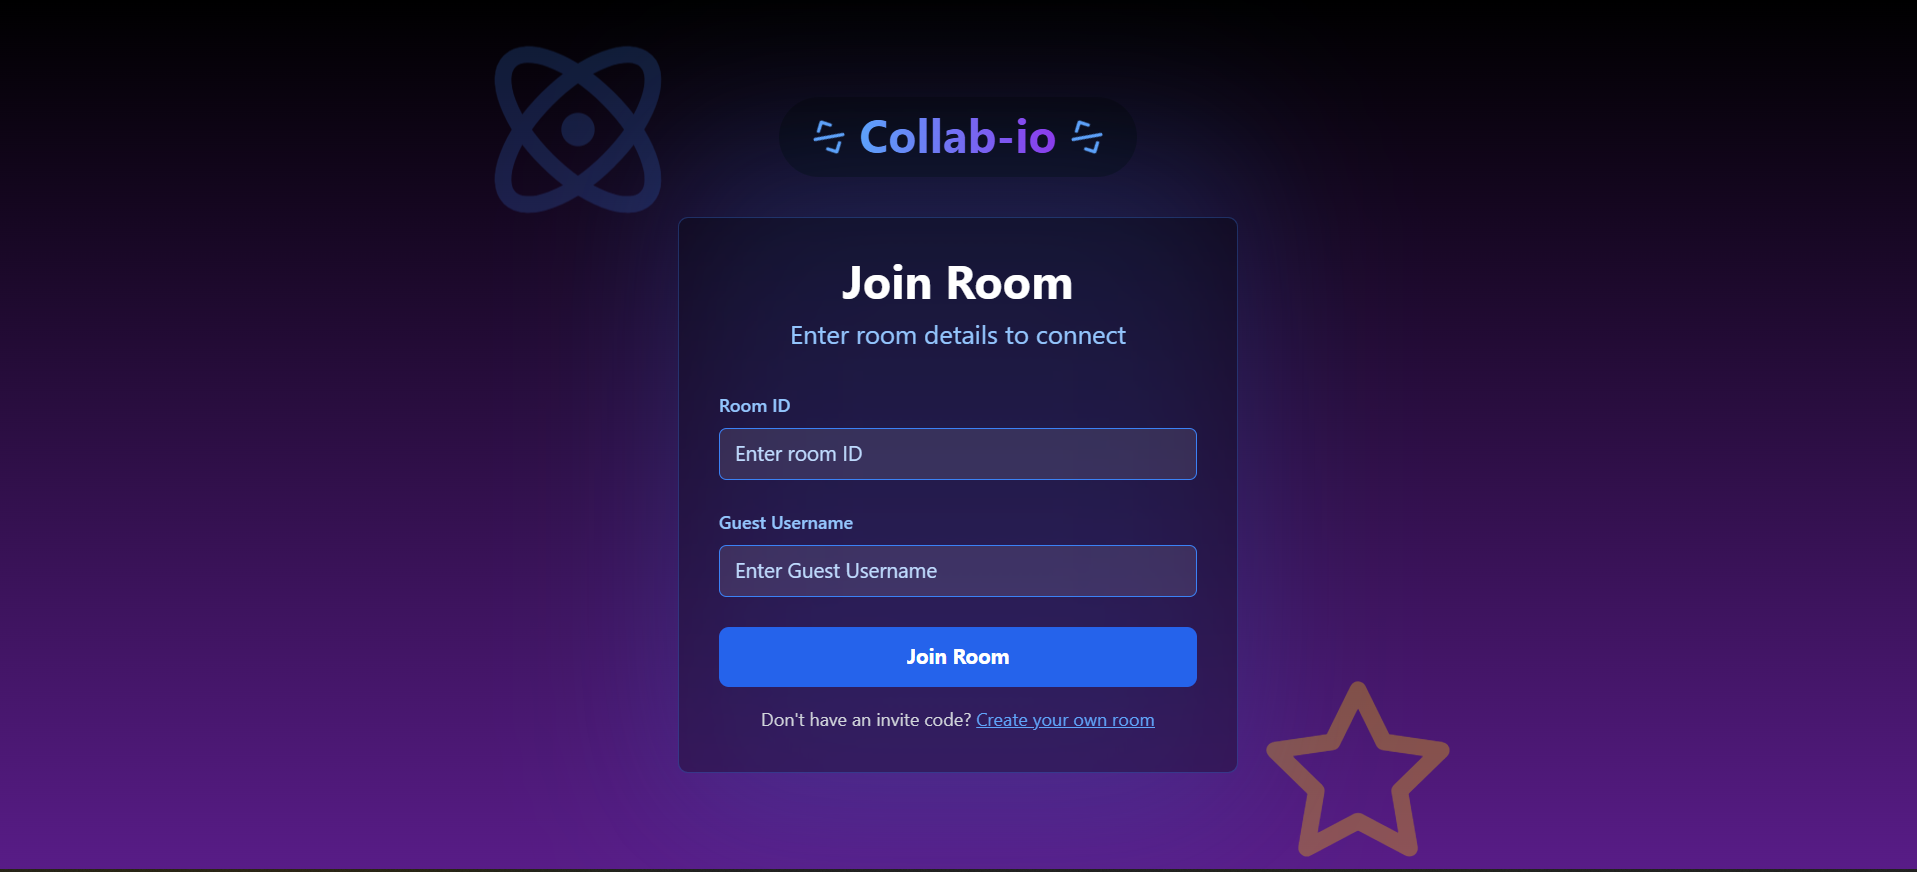 Collab-io
Join Room
Enter room details to connect
Room ID
Enter room ID
Guest Username
Enter Guest Username
Join Room
Don't have an invite code? Create your own room